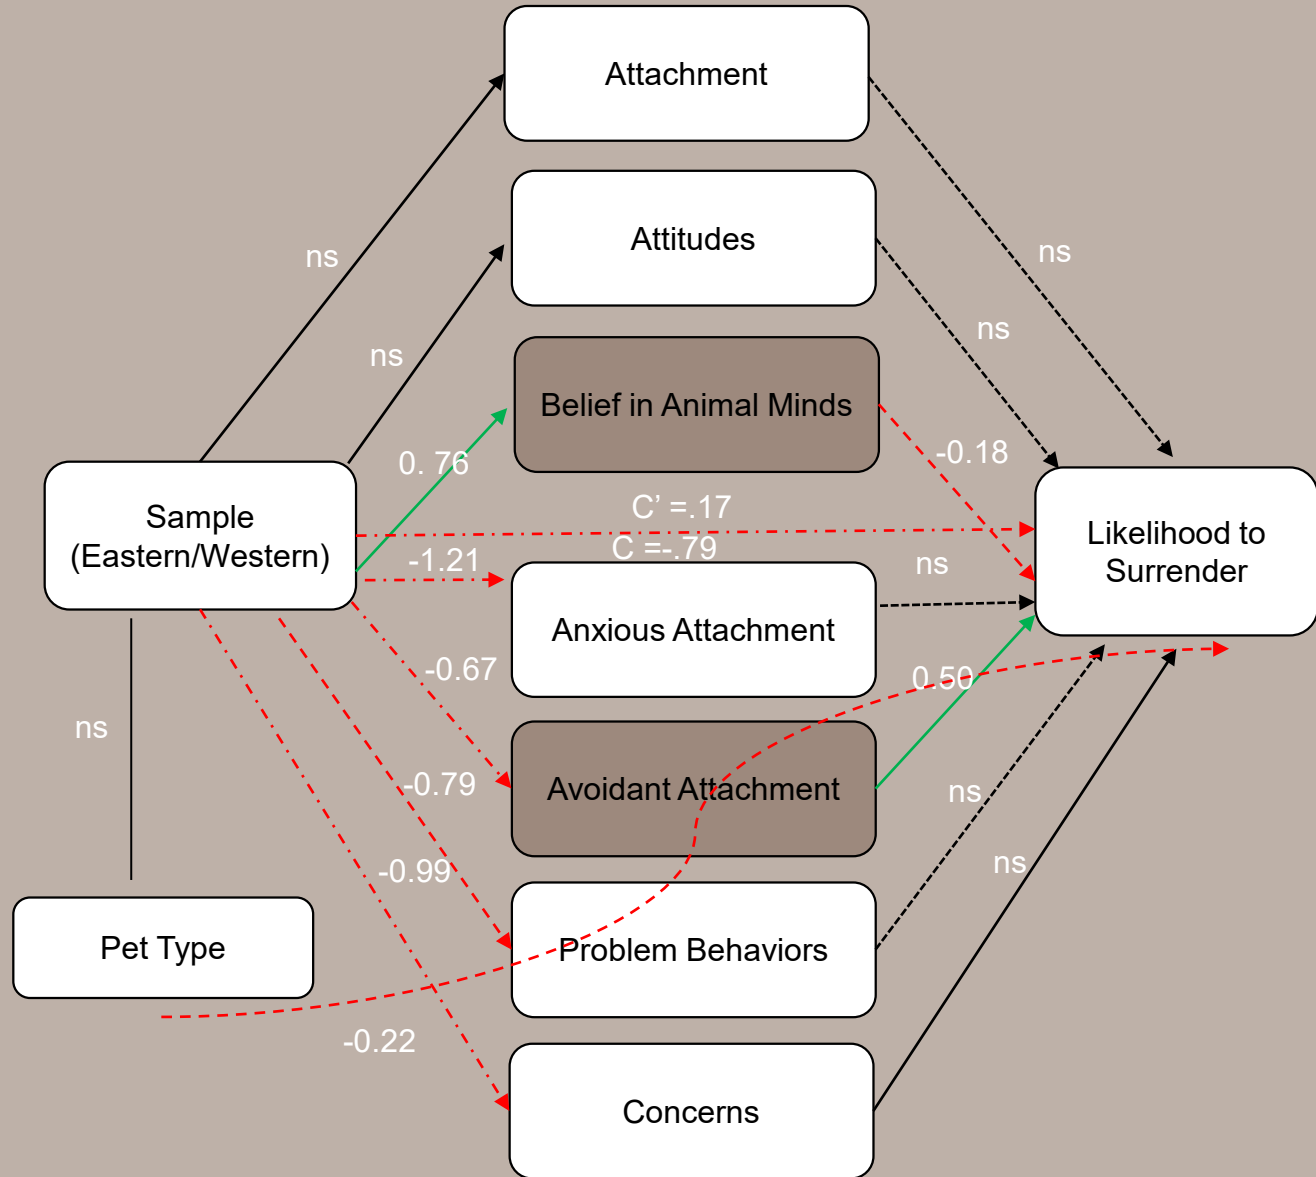 Attachment
ns
ns
Attitudes
ns
ns
Belief in Animal Minds
0. 76
-0.18
Sample
(Eastern/Western)
C’ =.17
C =-.79
Likelihood to
Surrender
-1.21
ns
Anxious Attachment
-0.67
0.50
ns
-0.79
Avoidant Attachment
ns
-0.99
ns
Pet Type
Problem Behaviors
-0.22
Concerns